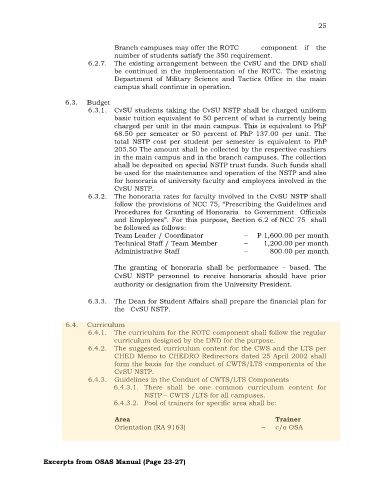 25
Branch campuses may offer the ROTC component if the
number of students satisfy the 350 requirement.
6.2.7. The existing arrangement between the CvSU and the DND shall
be continued in the implementation of the ROTC. The existing
Department of Military Science and Tactics Office in the main
campus shall continue in operation.
6.3. Budget
6.3.1. CvSU students taking the CvSU NSTP shall be charged uniform
basic tuition equivalent to 50 percent of what is currently being
charged per unit in the main campus. This is equivalent to PhP
68.50 per semester or 50 percent of PhP 137.00 per unit. The
total NSTP cost per student per semester is equivalent to PhP
205.50 The amount shall be collected by the respective cashiers
in the main campus and in the branch campuses. The collection
shall be deposited on special NSTP trust funds. Such funds shall
be used for the maintenance and operation of the NSTP and also
for honoraria of university faculty and employees involved in the
CvSU NSTP.
6.3.2. The honoraria rates for faculty involved in the CvSU NSTP shall
follow the provisions of NCC 75, “Prescribing the Guidelines and
Procedures for Granting of Honoraria to Government Officials
and Employees”. For this purpose, Section 6.2 of NCC 75 shall
be followed as follows:
Team Leader / Coordinator – P 1,600.00 per month
Technical Staff / Team Member – 1,200.00 per month
Administrative Staff – 800.00 per month
The granting of honoraria shall be performance – based. The
CvSU NSTP personnel to receive honoraria should have prior
authority or designation from the University President.
6.3.3. The Dean for Student Affairs shall prepare the financial plan for
the CvSU NSTP.
6.4. Curriculum
6.4.1. The curriculum for the ROTC component shall follow the regular
curriculum designed by the DND for the purpose.
6.4.2. The suggested curriculum content for the CWS and the LTS per
CHED Memo to CHEDRO Redirectors dated 25 April 2002 shall
form the basis for the conduct of CWTS/LTS components of the
CvSU NSTP.
6.4.3. Guidelines in the Conduct of CWTS/LTS Components
6.4.3.1. There shall be one common curriculum content for
NSTP – CWTS /LTS for all campuses.
6.4.3.2. Pool of trainers for specific area shall be:
Area Trainer
Orientation (RA 9163) – c/o OSA
Excerpts from OSAS Manual (Page 23-27)